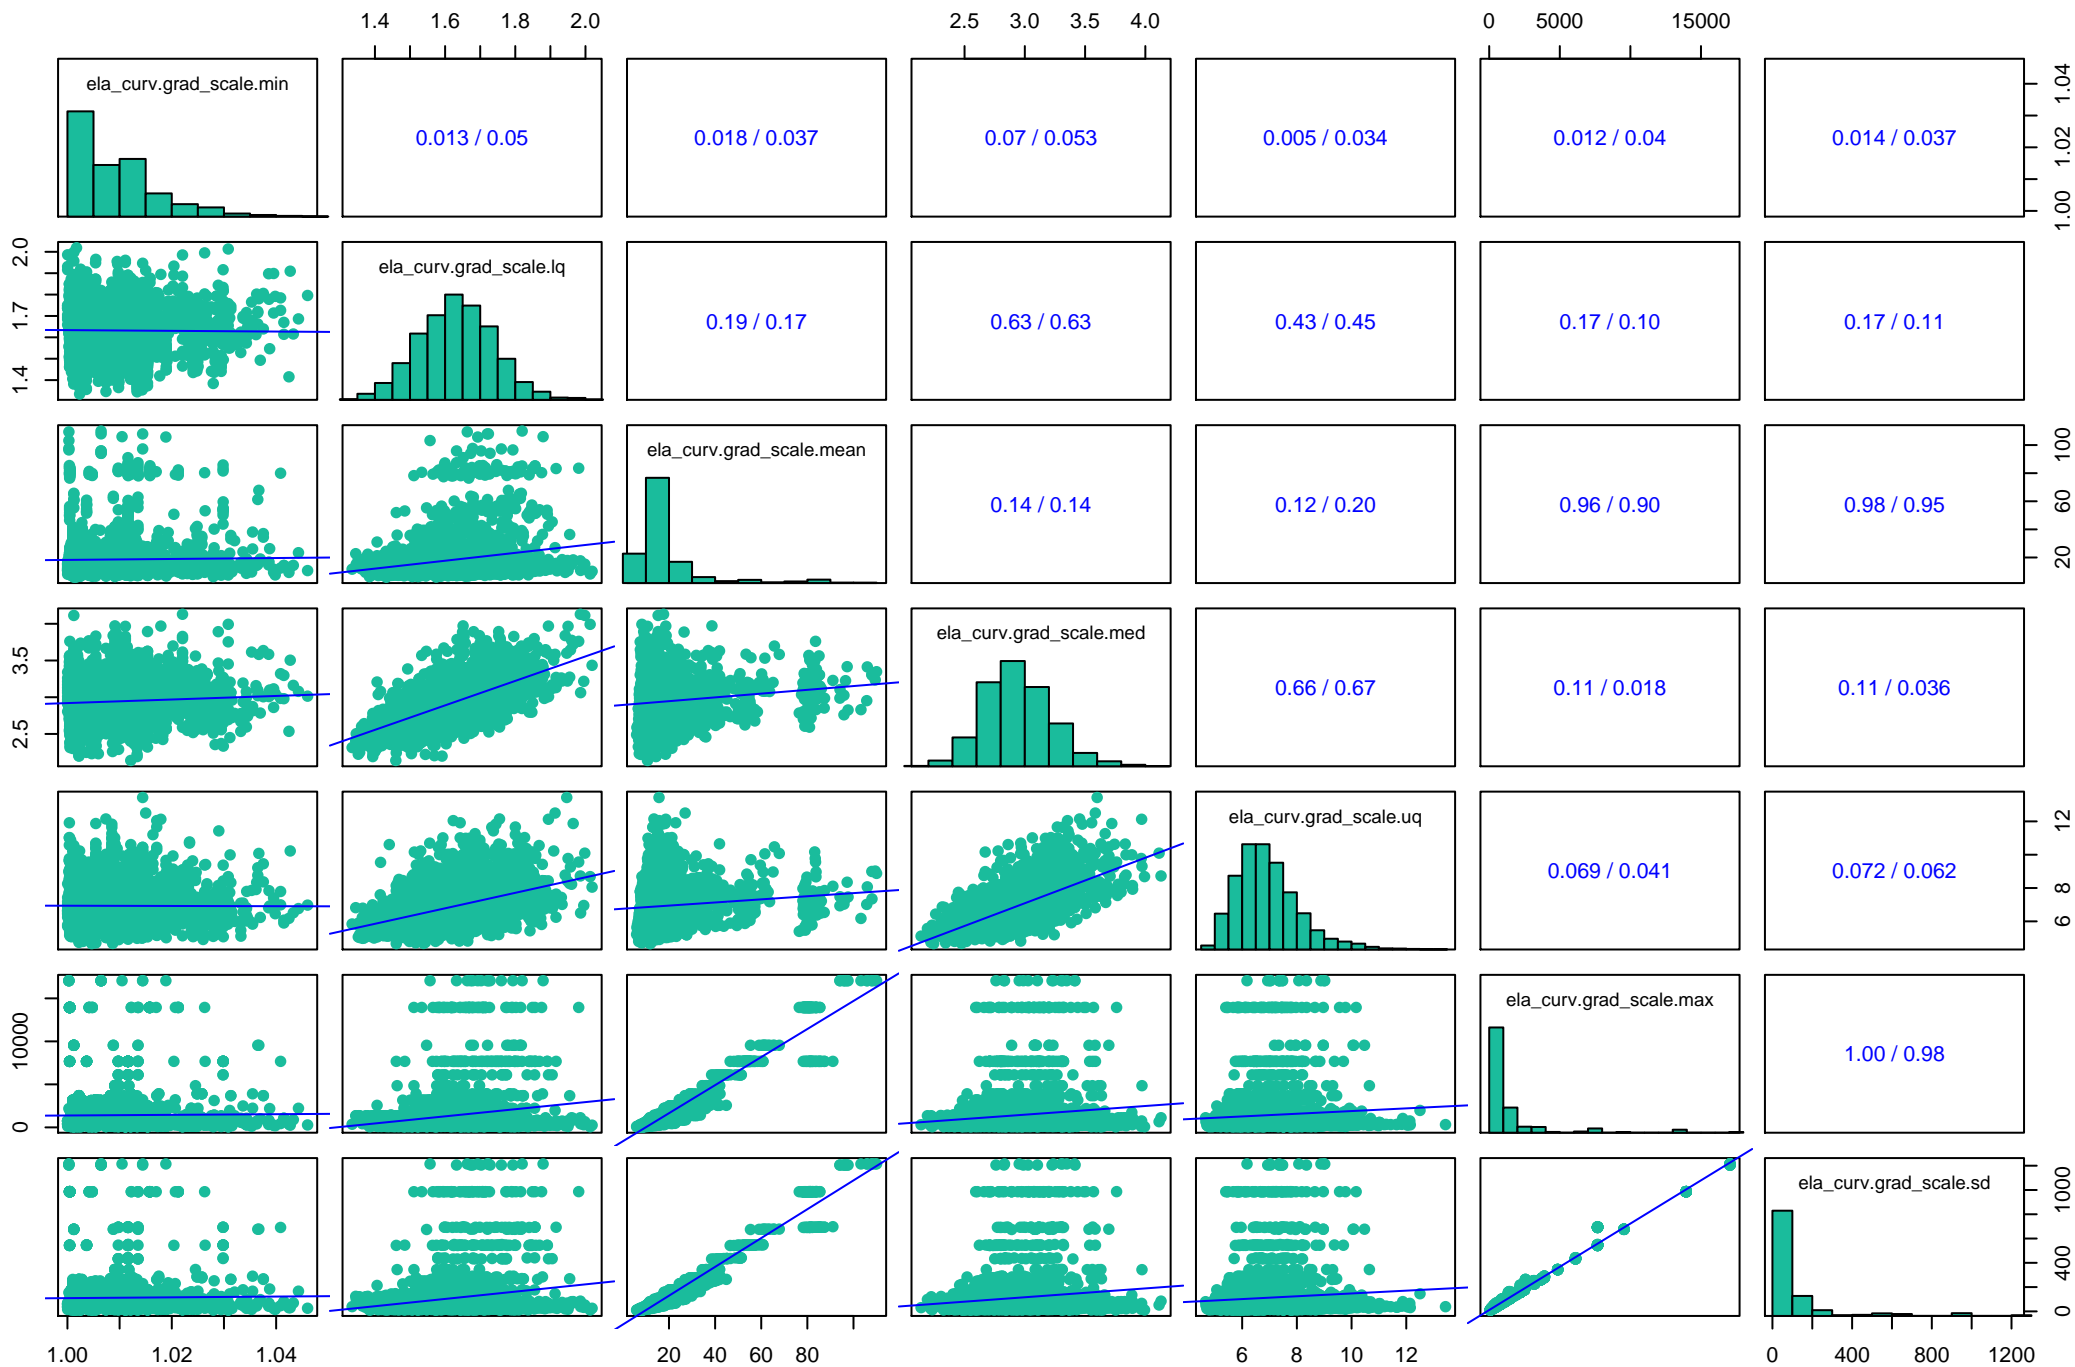 1.4 1.6 1.8 2.0 2.5 3.0 3.5 4.0 0 5000 15000
ela_curv.grad_scale.min 0.013 / 0.05 0.018 / 0.037 0.07 / 0.053 0.005 / 0.034 0.012 / 0.04 0.014 / 0.037
1.00 1.02 1.04
1.4 1.7 2.0
ela_curv.grad_scale.lq 0.19 / 0.17 0.63 / 0.63 0.43 / 0.45 0.17 / 0.10 0.17 / 0.11
ela_curv.grad_scale.mean 0.14 / 0.14 0.12 / 0.20 0.96 / 0.90 0.98 / 0.95
20 60 100
2.5 3.5
ela_curv.grad_scale.med 0.66 / 0.67 0.11 / 0.018 0.11 / 0.036
ela_curv.grad_scale.uq 0.069 / 0.041 0.072 / 0.062
6 8 12
0 10000
ela_curv.grad_scale.max 1.00 / 0.98
ela_curv.grad_scale.sd
0 400 1000
1.00 1.02 1.04 20 40 60 80 6 8 10 12 0 400 800 1200